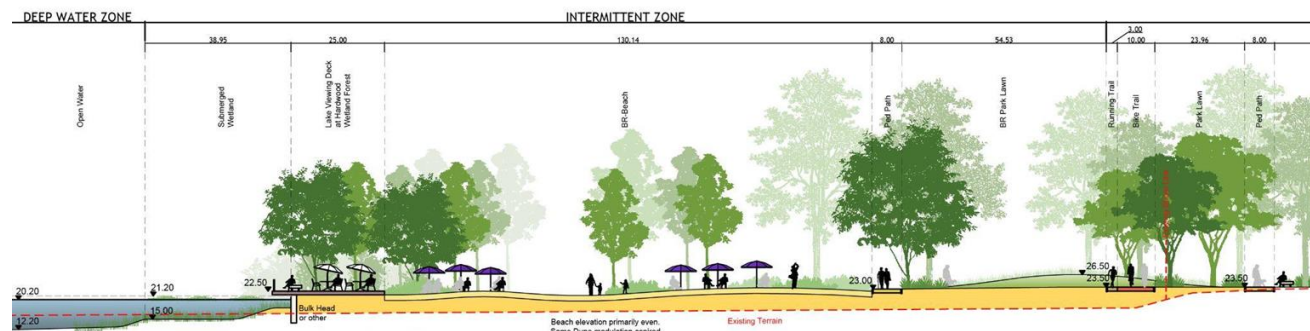 DEEP WATER ZONE
INTERMITTENT ZONE
38.95
25.00
130.14
8.00
54.53
3.00
10.00
23.96
8.00
Open Water
Submerged
Wetland
Lake Viewing Deck
at Hardwood
Wetland Forest
BR-Beach
Ped Path
BR Park Lawn
Running Trail
Bike Trail
Park Lawn
Ped Path
20.20
21.20
22.50
23.00
26.50
23.50
23.50
15.00
12.20
Bulk Head
or other
Beach elevation primarily even.
Existing Terrain